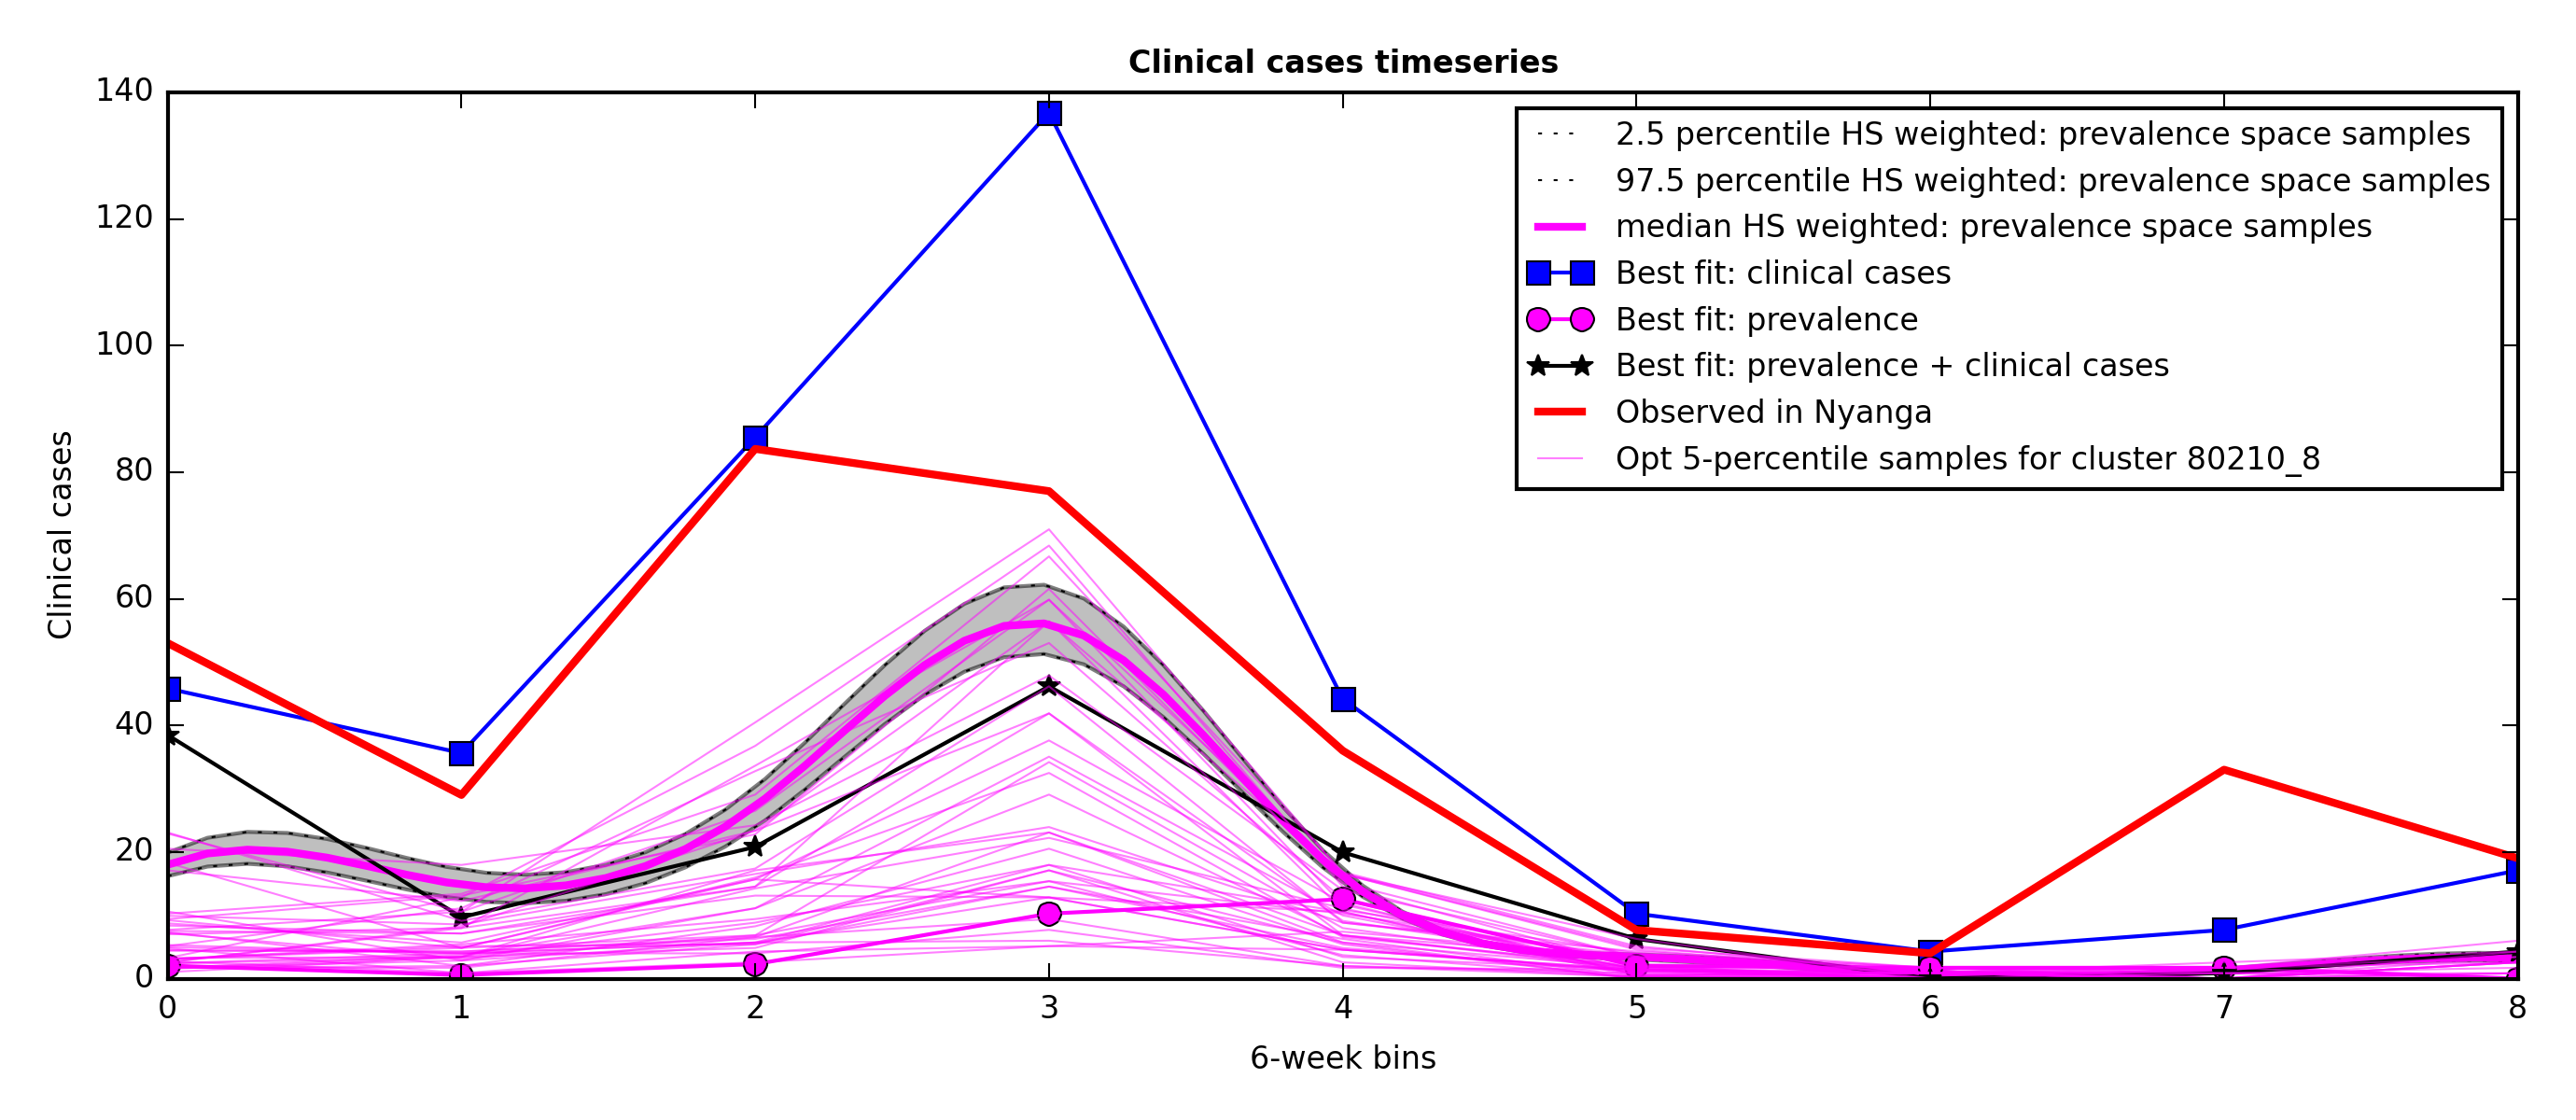 Clinical cases timeseries
140
120
100
80
60
40
20
0
Clinical cases
2.5 percentile HS weighted: prevalence space samples
97.5 percentile HS weighted: prevalence space samples
median HS weighted: prevalence space samples
Best fit: clinical cases
Best fit: prevalence
Best fit: prevalence + clinical cases
Observed in Nyanga
Opt 5-percentile samples for cluster 80210_8
0 1 2 3 4 5 6 7 8
6-week bins